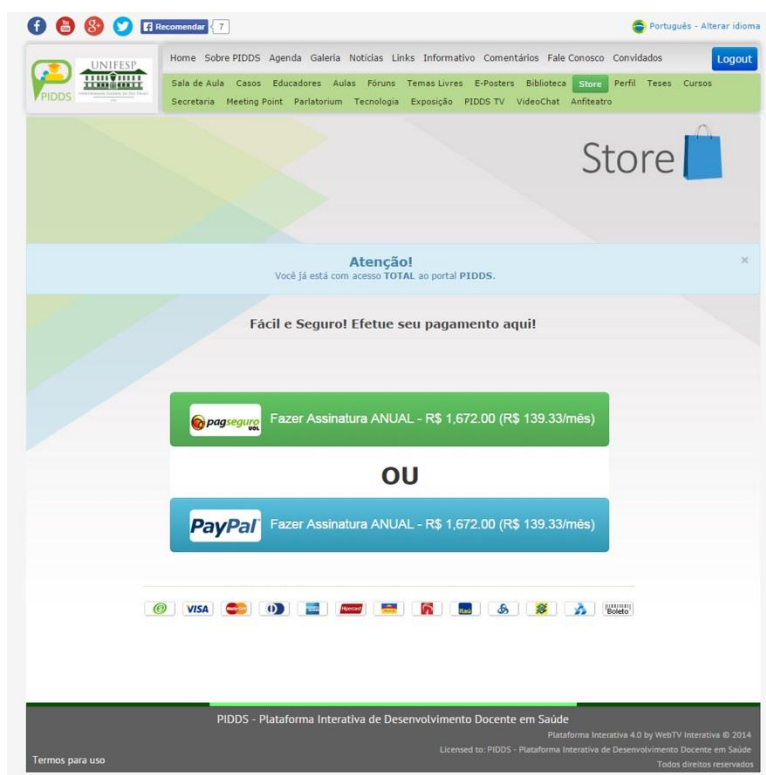 Recomendar 7
Português - Alterar idioma
Home Sobre PIDDS Agenda Galeria Notícias Links Informativo Comentários Fale Conosco Convidados Logout
PIDDS
UNIFESP
Sala de Aula Casos Educadores Aulas Fóruns Temas Livres E-Posters Biblioteca Store Perfil Teses Cursos
Secretaria Meeting Point Parlatorium Tecnologia Exposição PIDDS TV VideoChat Anfiteatro
Store
Atenção!
Você já está com acesso TOTAL ao portal PIDDS.
Fácil e Seguro! Efetue seu pagamento aqui!
pagseguro UOL Fazer Assinatura ANUAL - R$ 1,672.00 (R$ 139.33/mês)
OU
PayPal Fazer Assinatura ANUAL - R$ 1,672.00 (R$ 139.33/mês)
VISA MasterCard Hipercard Itaú Boleto
PIDDS - Plataforma Interativa de Desenvolvimento Docente em Saúde
Plataforma Interativa 4.0 by WebTV Interativa © 2014
Licensed to: PIDDS - Plataforma Interativa de Desenvolvimento Docente em Saúde
Termos para uso
Todos direitos reservados